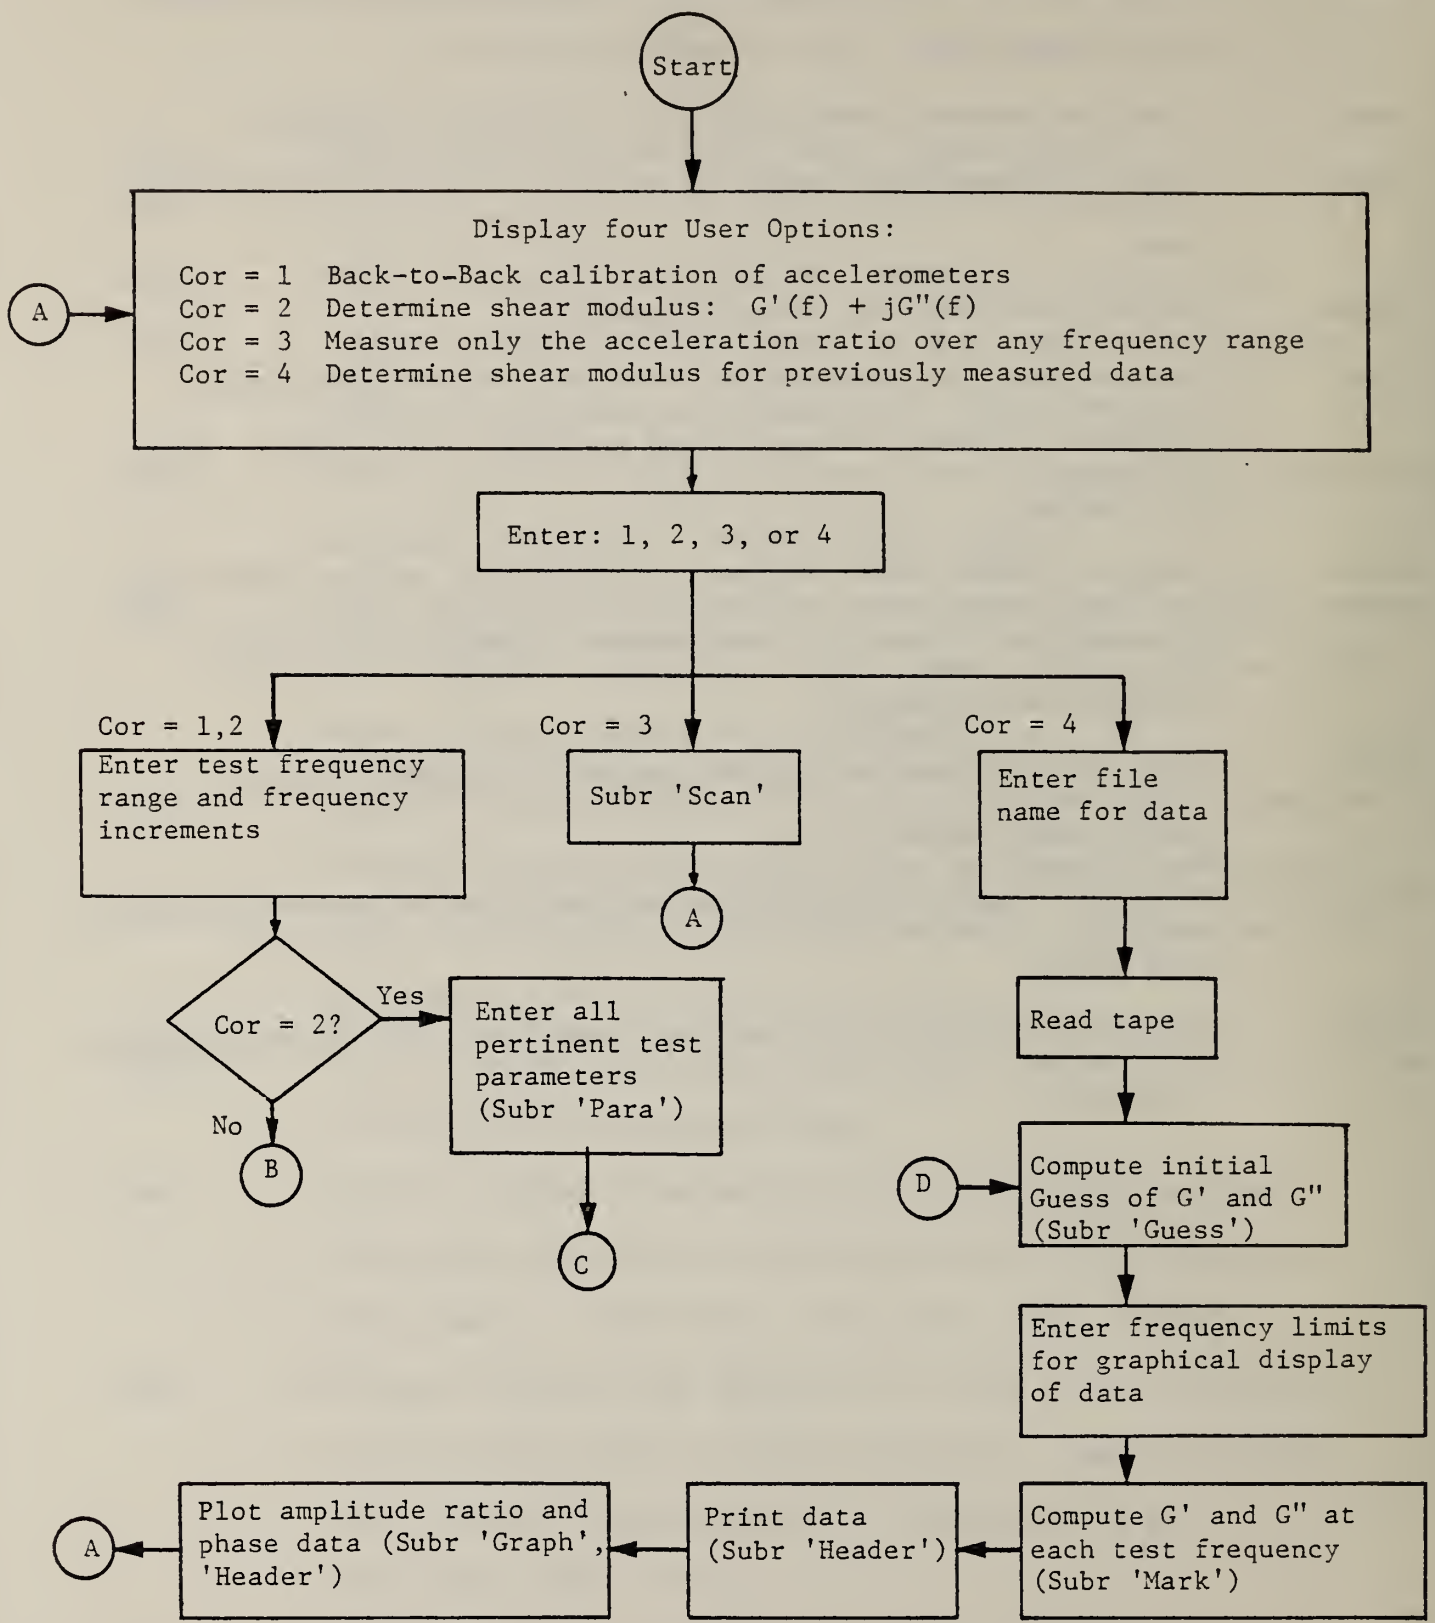 Start
Display four User Options:
Cor = 1 Back-to-Back calibration of accelerometers
Cor = 2 Determine shear modulus: G'(f) + jG"(f)
Cor = 3 Measure only the acceleration ratio over any frequency range
Cor = 4 Determine shear modulus for previously measured data
A
Enter: 1, 2, 3, or 4
Cor = 1,2
Enter test frequency
range and frequency
increments
Cor = 3
Subr 'Scan'
A
Cor = 4
Enter file
name for data
Cor = 2?
Yes
No
B
Enter all
pertinent test
parameters
(Subr 'Para')
C
Read tape
D
Compute initial
Guess of G' and G"
(Subr 'Guess')
Enter frequency limits
for graphical display
of data
Compute G' and G" at
each test frequency
(Subr 'Mark')
Print data
(Subr 'Header')
Plot amplitude ratio and
phase data (Subr 'Graph',
'Header')
A